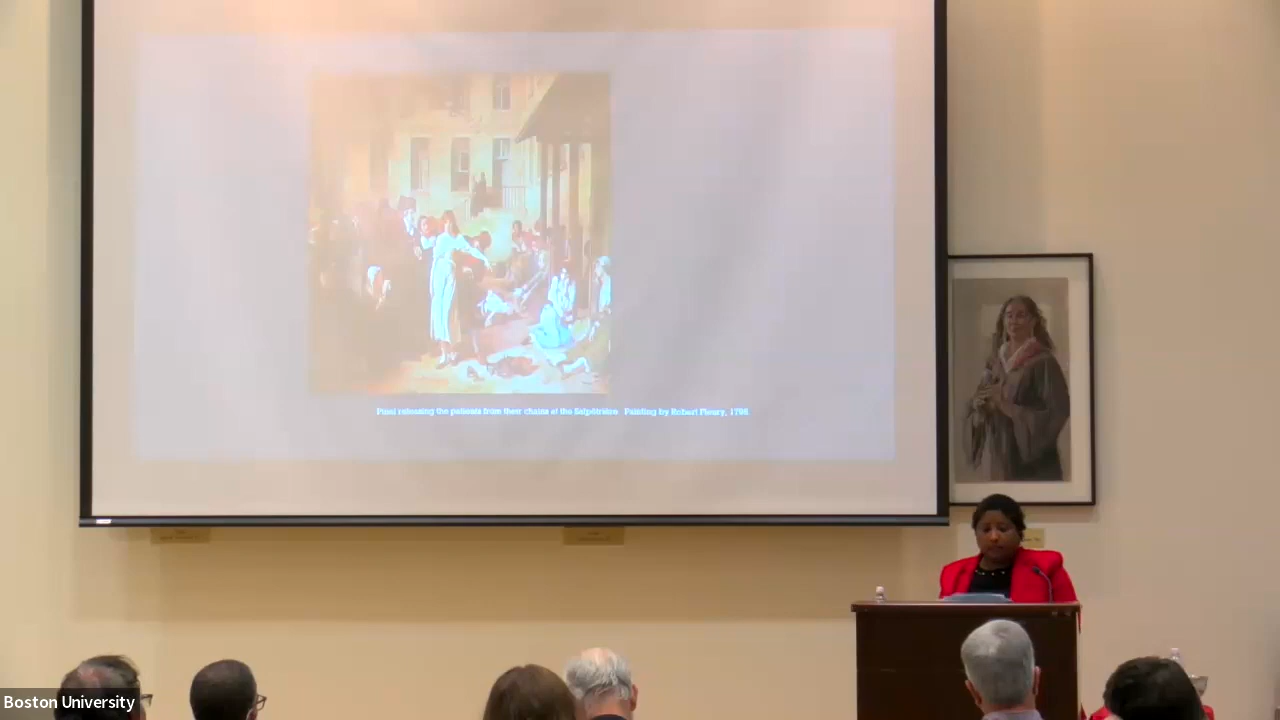 Pinel releasing the patients from their chains at the Salpêtrière. Painting by Robert Fleury, 1795.
Boston University